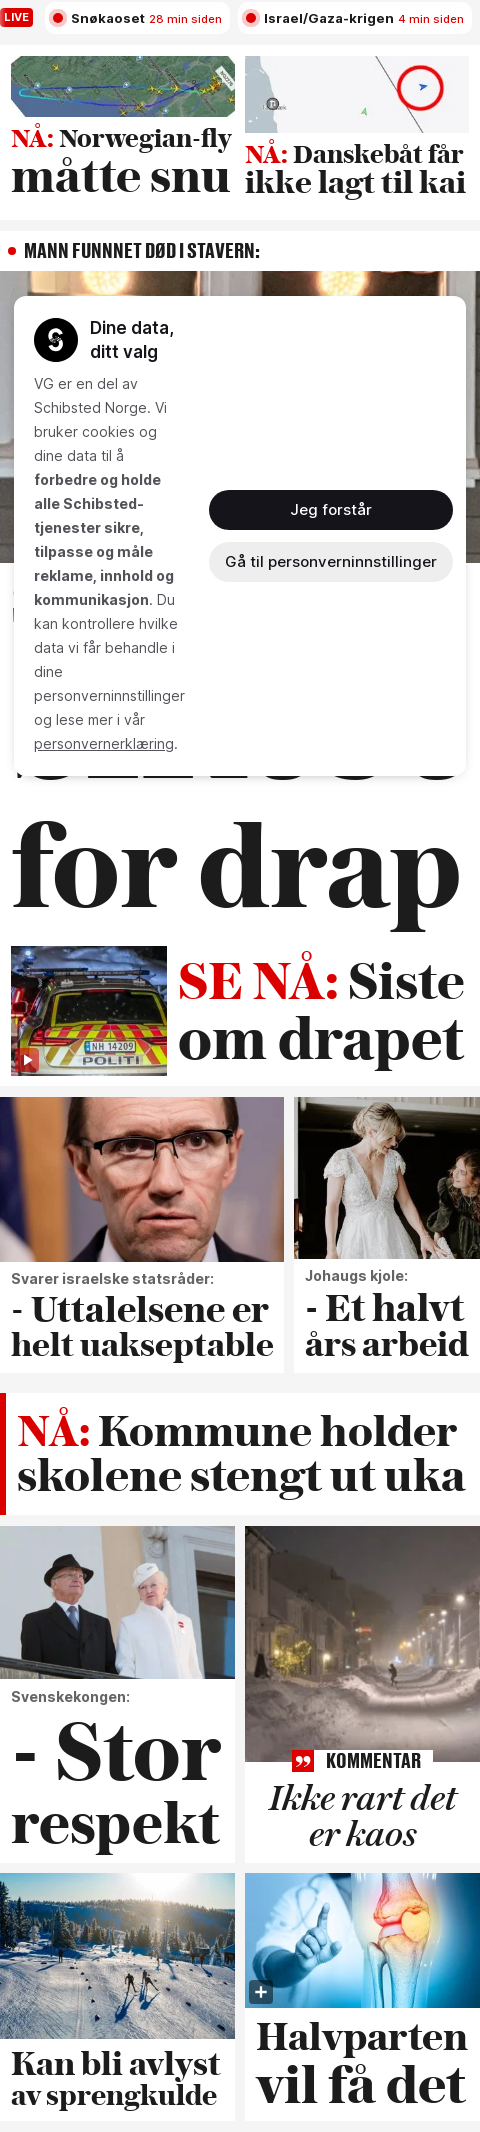 LIVE
Snøkaoset 28 min siden
Israel/Gaza-krigen 4 min siden
NÅ: Norwegian-fly
måtte snu
NÅ: Danskebåt får
ikke lagt til kai
MANN FUNNNET DØD I STAVERN:
Dine data,
ditt valg
VG er en del av
Schibsted Norge. Vi
bruker cookies og
dine data til å
forbedre og holde
alle Schibsted-
tjenester sikre,
tilpasse og måle
reklame, innhold og
kommunikasjon. Du
kan kontrollere hvilke
data vi får behandle i
dine
personverninnstillinger
og lese mer i vår
personvernerklæring.
Jeg forstår
Gå til personverninnstillinger
for drap
NH 14209
POLITI
SE NÅ: Siste
om drapet
Svarer israelske statsråder:
- Uttalelsene er
helt uakseptable
Johaugs kjole:
- Et halvt
års arbeid
NÅ: Kommune holder
skolene stengt ut uka
Svenskekongen:
- Stor
respekt
KOMMENTAR
Ikke rart det
er kaos
Kan bli avlyst
av sprengkulde
Halvparten
vil få det